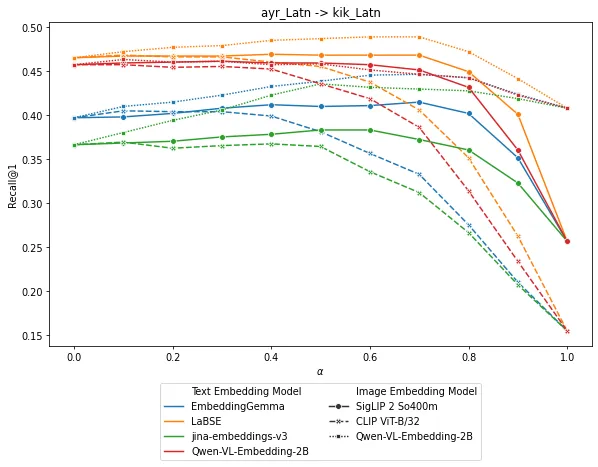 ayr_Latn -> kik_Latn
Recall@1
0.50
0.45
0.40
0.35
0.30
0.25
0.20
0.15
0.0 0.2 0.4 0.6 0.8 1.0
α
Text Embedding Model
EmbeddingGemma
LaBSE
jina-embeddings-v3
Qwen-VL-Embedding-2B
Image Embedding Model
SigLIP 2 So400m
CLIP ViT-B/32
Qwen-VL-Embedding-2B